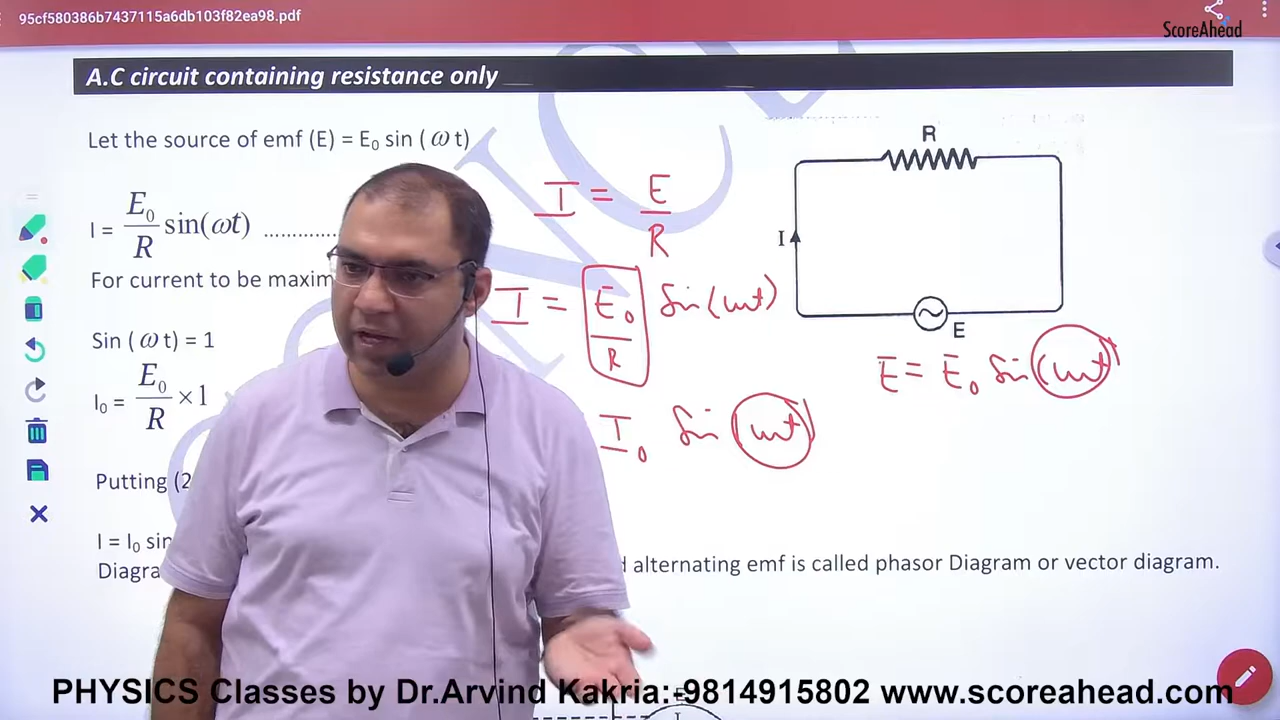 95cf580386b7437115a6db103f82ea98.pdf
ScoreAhead
A.C circuit containing resistance only
Let the source of emf (E) = E₀ sin ( ω t)
I = E₀/R sin(ωt) .............
For current to be maxim
Sin ( ω t) = 1
I₀ = E₀/R × 1
Putting (2
I = I₀ sin
Diagra
d alternating emf is called phasor Diagram or vector diagram.
I = E/R
I = E₀/R Sin(ωt)
I₀ Sin (ωt)
R
I
E
E = E₀ Sin (ωt)
PHYSICS Classes by Dr.Arvind Kakria:-9814915802 www.scoreahead.com